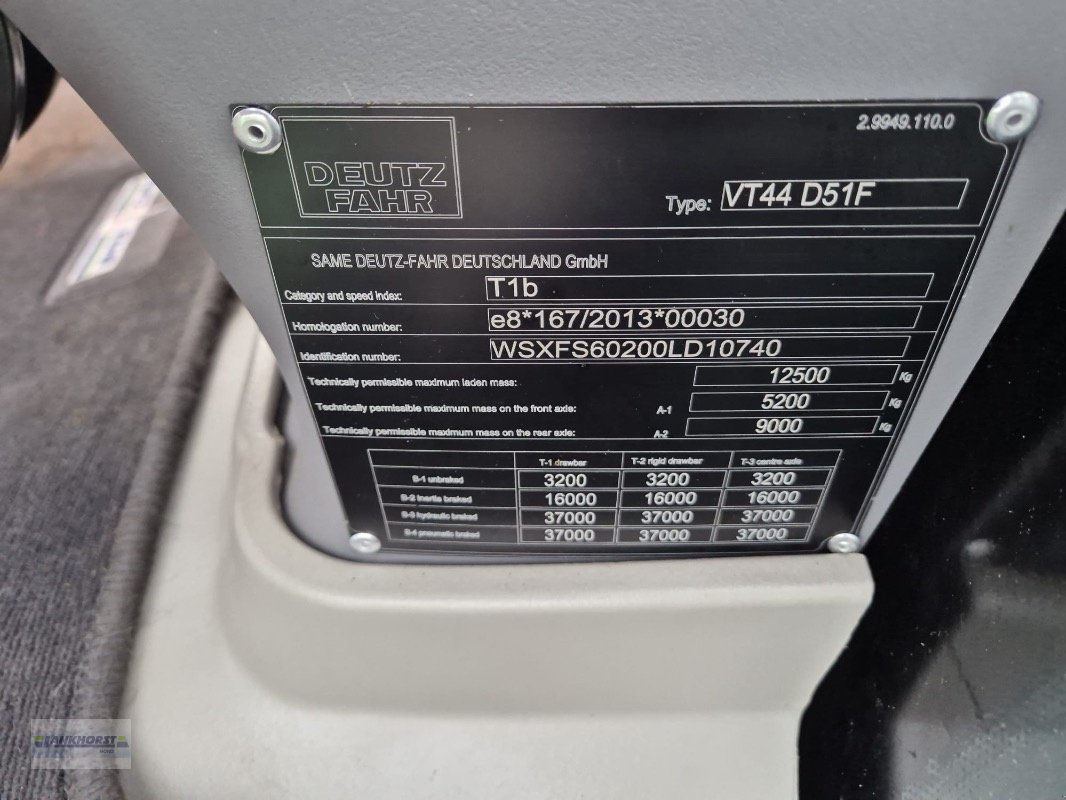 2.9949.110.0
DEUTZ
FAHR
Type: VT44 D51F
SAME DEUTZ-FAHR DEUTSCHLAND GmbH
Category and speed index: T1b
Homologation number: e8*167/2013*00030
Identification number: WSXFS60200LD10740
Technically permissible maximum laden mass: 12500 Kg
Technically permissible maximum mass on the front axle: A-1 5200 Kg
Technically permissible maximum mass on the rear axle: A-2 9000 Kg
T-1 drawbar T-2 rigid drawbar T-3 centre axle
B-1 unbraked 3200 3200 3200
B-2 inertia braked 16000 16000 16000
B-3 hydraulic braked 37000 37000 37000
B-4 pneumatic braked 37000 37000 37000
LANKHORST